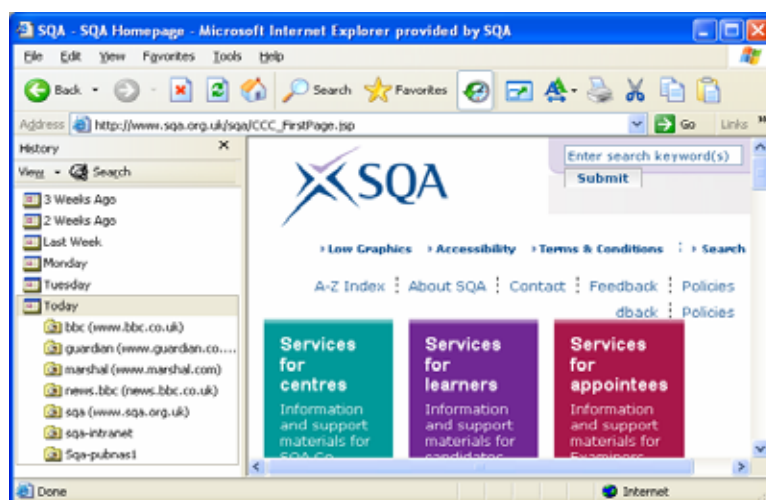 SQA - SQA Homepage - Microsoft Internet Explorer provided by SQA
File Edit View Favorites Tools Help
Back Search Favorites
Address http://www.sqa.org.uk/sqa/CCC_FirstPage.jsp Go Links »
History
View Search
3 Weeks Ago
2 Weeks Ago
Last Week
Monday
Tuesday
Today
bbc (www.bbc.co.uk)
guardian (www.guardian.co....
marshal (www.marshal.com)
news.bbc (news.bbc.co.uk)
sqa (www.sqa.org.uk)
sqa-intranet
Sqa-pubnas1
SQA
Enter search keyword(s)
Submit
Low Graphics Accessibility Terms & Conditions Search
A-Z Index About SQA Contact Feedback Policies
dback Policies
Services
for
centres
Information
and support
materials for
SQA Co
Services
for
learners
Information
and support
materials for
candidates
Services
for
appointees
Information
and support
materials for
Examiners
Done Internet